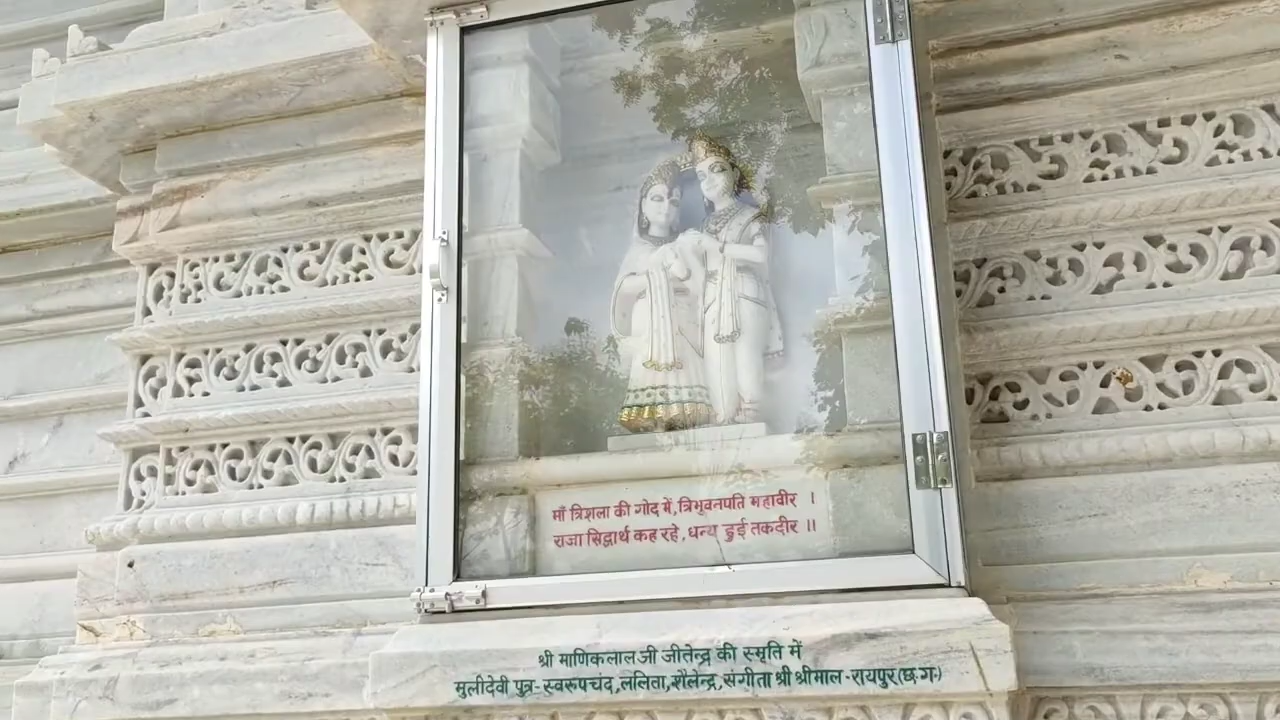 माँ त्रिशला की गोद में, त्रिभूवनपति महावीर ।
राजा सिद्धार्थ कह रहे, धन्य हुई तकदीर ॥
श्री माणिकलालजी जीतेन्द्र की स्मृति में
मुलीदेवी पुत्र- स्वरुपचंद, ललिता, शैलेन्द्र, संगीता श्री श्रीमाल - रायपुर (छ.ग.)